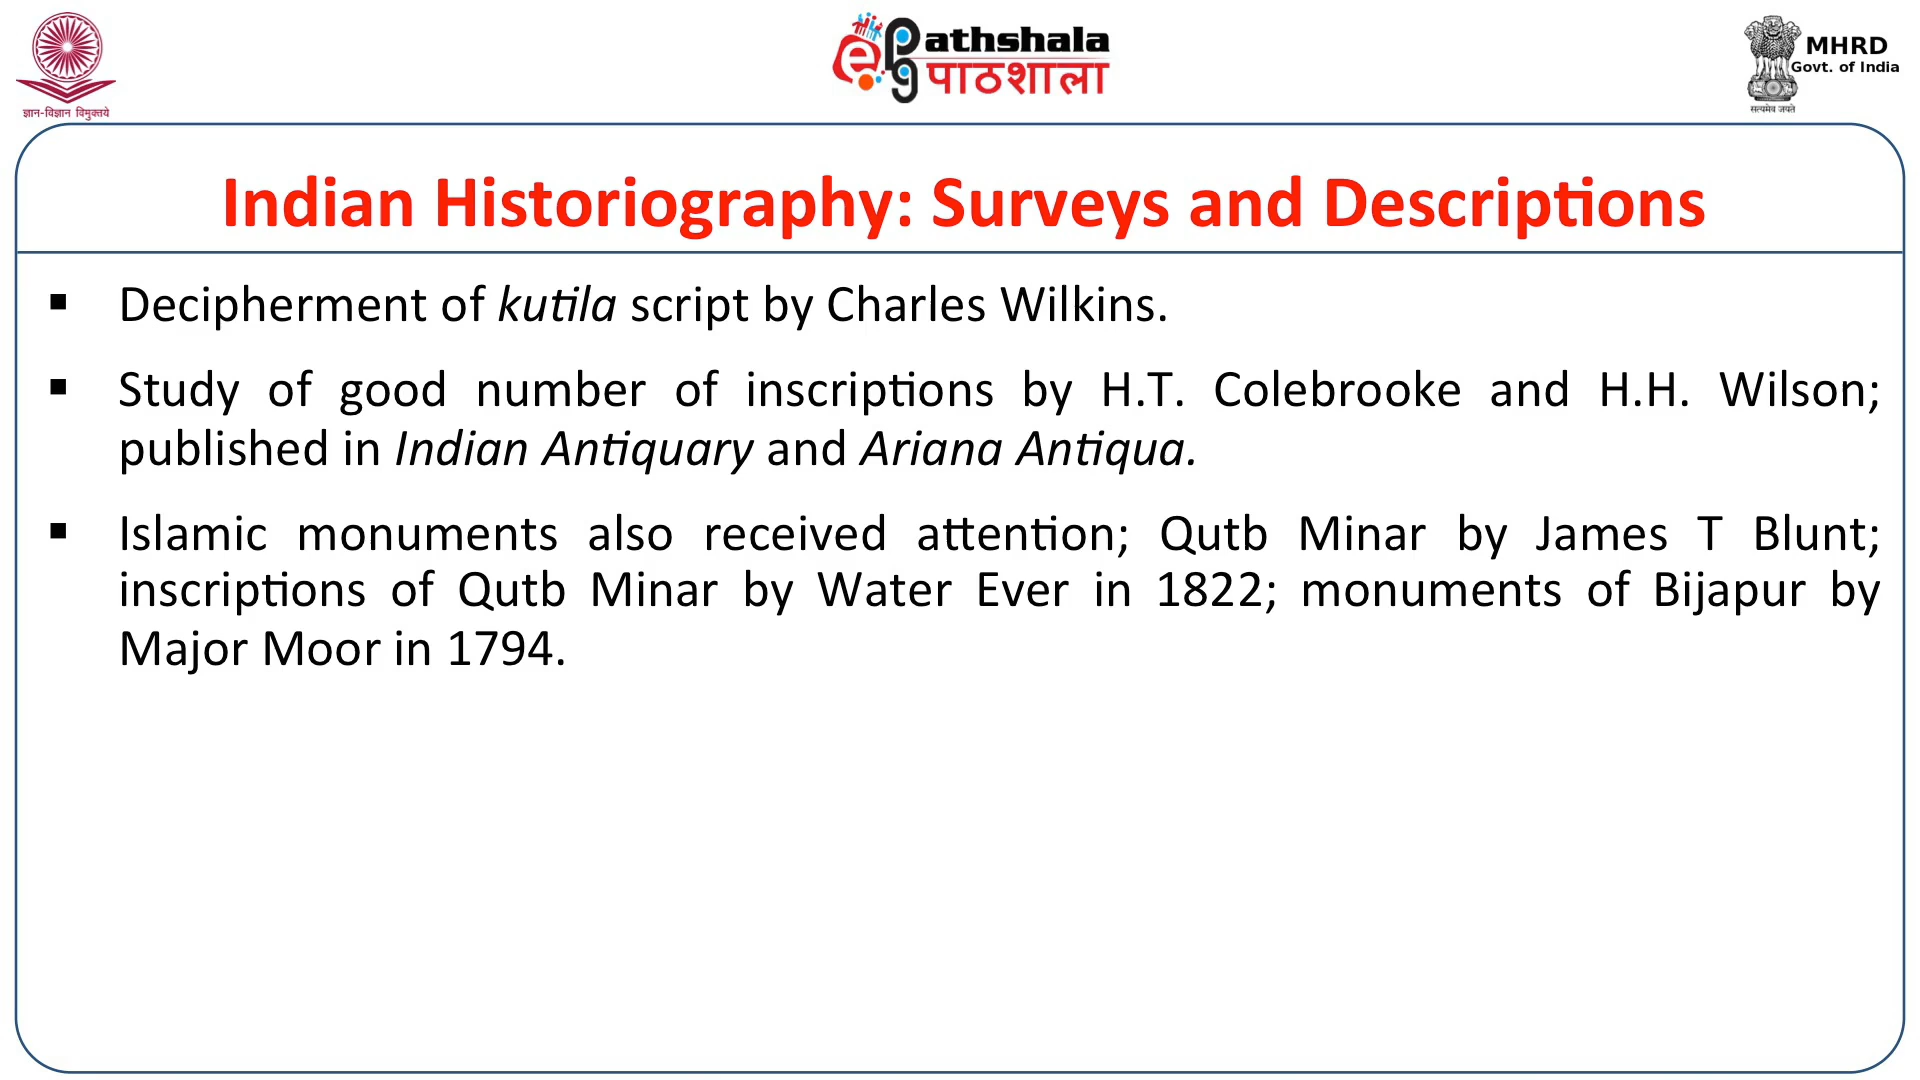 ज्ञान-विज्ञान विमुक्तये
ePathshala
पाठशाला
MHRD
Govt. of India
सत्यमेव जयते
Indian Historiography: Surveys and Descriptions
▪ Decipherment of kutila script by Charles Wilkins.
▪ Study of good number of inscriptions by H.T. Colebrooke and H.H. Wilson;
published in Indian Antiquary and Ariana Antiqua.
▪ Islamic monuments also received attention; Qutb Minar by James T Blunt;
inscriptions of Qutb Minar by Water Ever in 1822; monuments of Bijapur by
Major Moor in 1794.